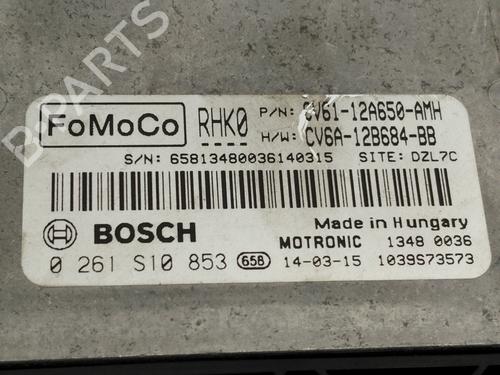 FoMoCo
RHK0
P/N: CV61-12A650-AMH
H/W: CV6A-12B684-BB
S/N: 65813480036140315 SITE: DZL7C
BOSCH
Made in Hungary
MOTRONIC 1348 0036
0 261 S10 853 658 14-03-15 1039S73573
B-PARTS